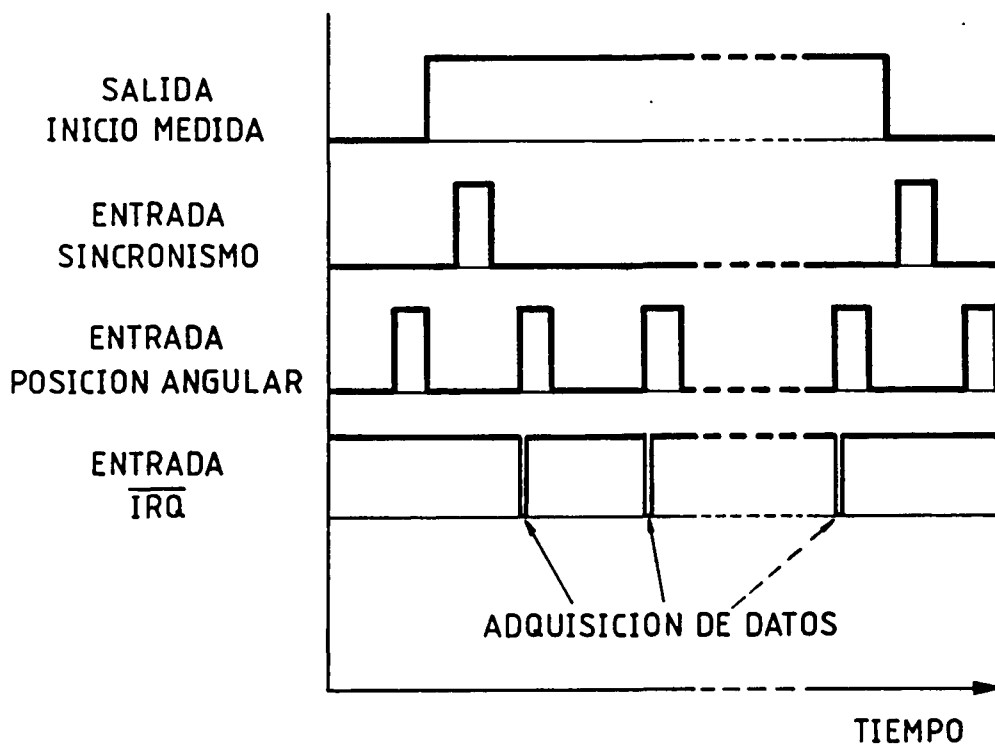 SALIDA
INICIO MEDIDA
ENTRADA
SINCRONISMO
ENTRADA
POSICION ANGULAR
ENTRADA
IRQ
ADQUISICION DE DATOS
TIEMPO